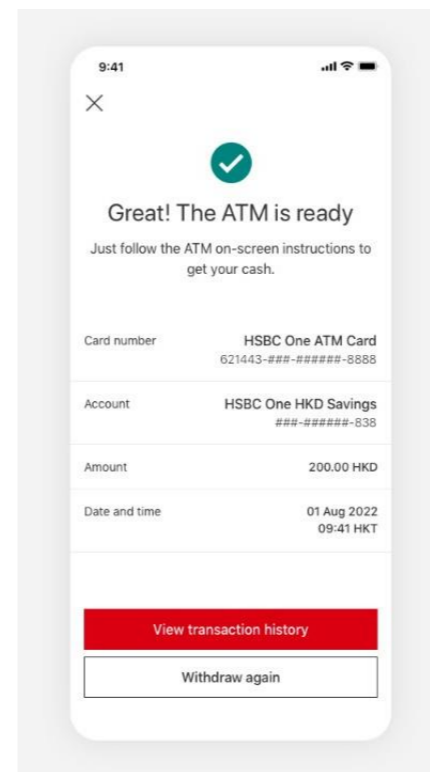 9:41
Great! The ATM is ready
Just follow the ATM on-screen instructions to
get your cash.
Card number HSBC One ATM Card
621443-###-######-8888
Account HSBC One HKD Savings
###-######-838
Amount 200.00 HKD
Date and time 01 Aug 2022
09:41 HKT
View transaction history
Withdraw again